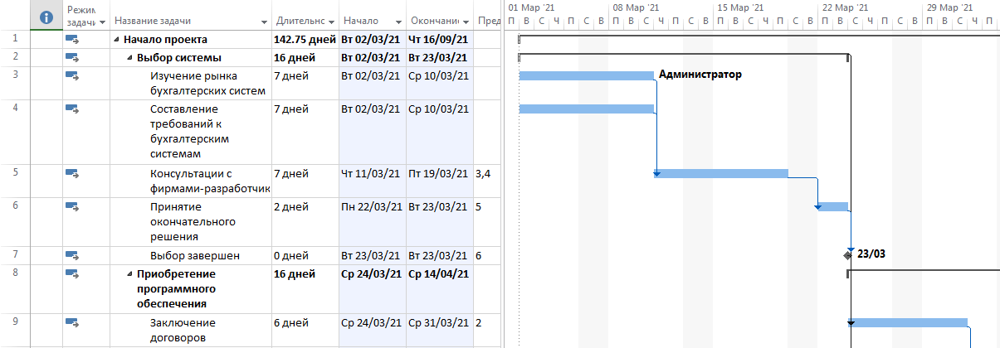 Режим задачи Название задачи Длительнс Начало Окончание Пред
01 Мар '21 08 Мар '21 15 Мар '21 22 Мар '21 29 Мар '21
П В С Ч П С В П В С Ч П С В П В С Ч П С В П В С Ч П С В П В С Ч П
1 Начало проекта 142.75 дней Вт 02/03/21 Чт 16/09/21
2 Выбор системы 16 дней Вт 02/03/21 Вт 23/03/21
3 Изучение рынка 7 дней Вт 02/03/21 Ср 10/03/21 Администратор
бухгалтерских систем
4 Составление 7 дней Вт 02/03/21 Ср 10/03/21
требований к
бухгалтерским
системам
5 Консультации с 7 дней Чт 11/03/21 Пт 19/03/21 3,4
фирмами-разработчик
6 Принятие 2 дней Пн 22/03/21 Вт 23/03/21 5
окончательного
решения
7 Выбор завершен 0 дней Вт 23/03/21 Вт 23/03/21 6 23/03
8 Приобретение 16 дней Ср 24/03/21 Ср 14/04/21
программного
обеспечения
9 Заключение 6 дней Ср 24/03/21 Ср 31/03/21 2
договоров